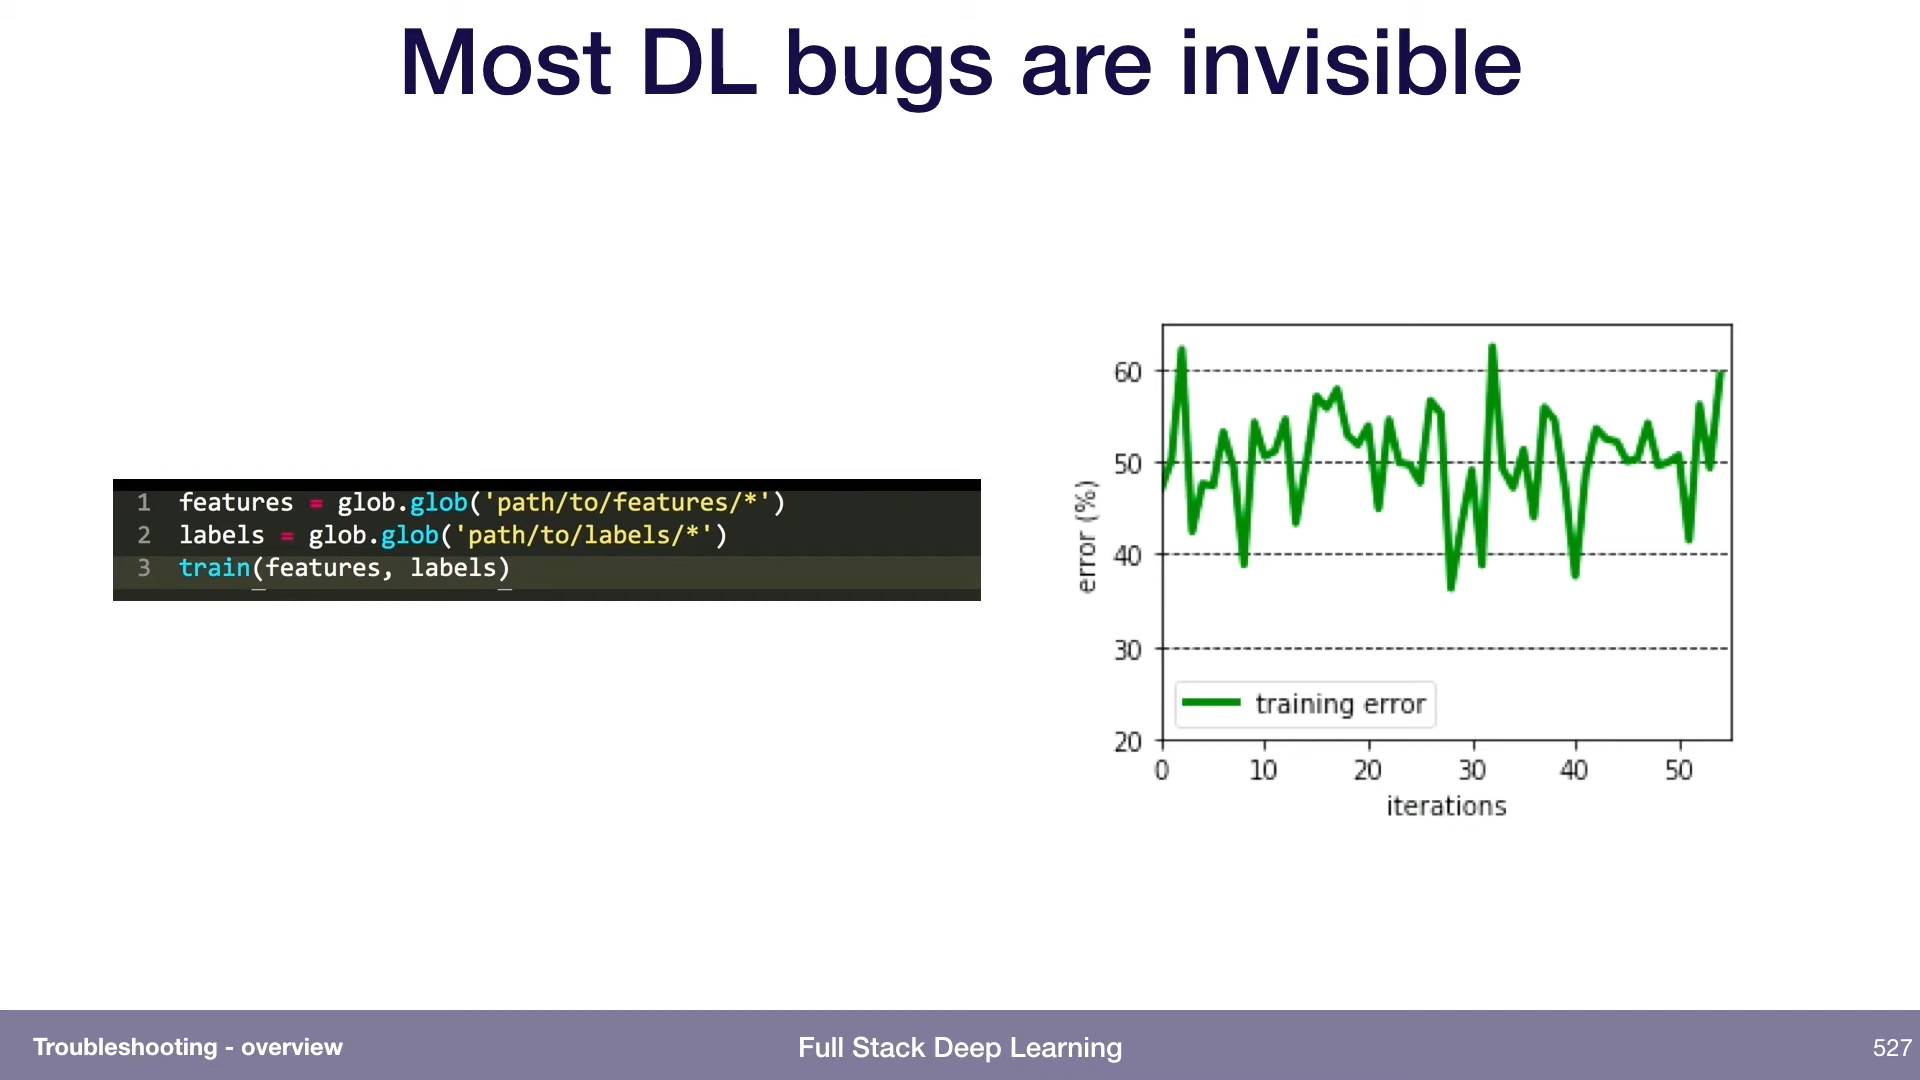 Most DL bugs are invisible
1 features = glob.glob('path/to/features/*')
2 labels = glob.glob('path/to/labels/*')
3 train(features, labels)
60
50
40
30
20
error (%)
training error
0 10 20 30 40 50
iterations
Troubleshooting - overview
Full Stack Deep Learning
527